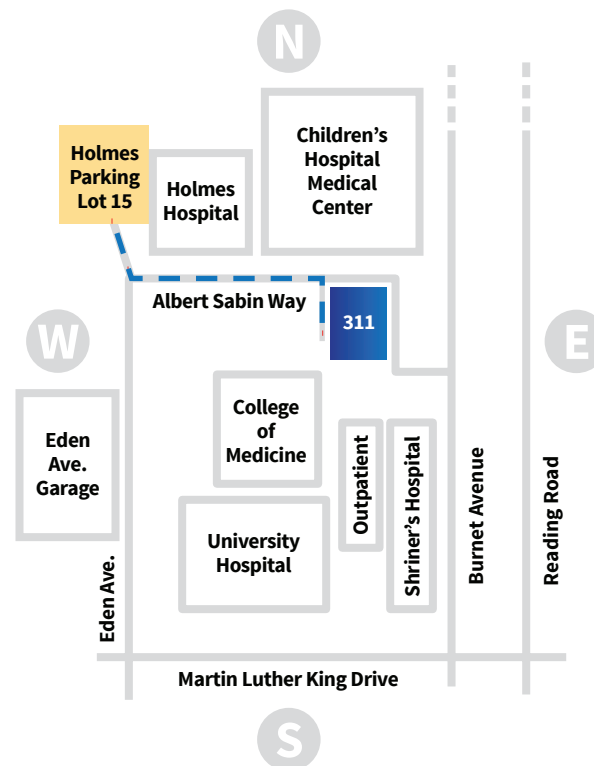 N
Children’s
Hospital
Medical
Center
Holmes
Parking
Lot 15
Holmes
Hospital
Albert Sabin Way
311
W
E
College
of
Medicine
Eden
Ave.
Garage
Outpatient
Shriner’s Hospital
Burnet Avenue
Reading Road
University
Hospital
Eden Ave.
Martin Luther King Drive
S